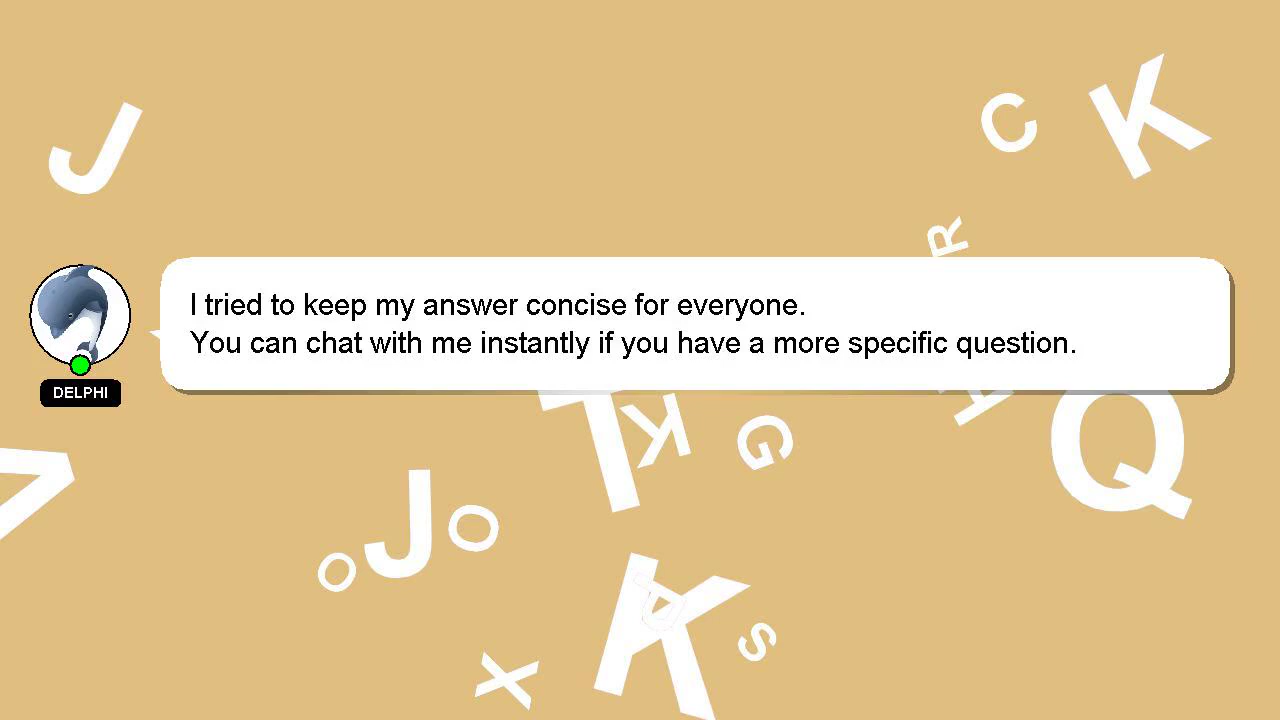 J
C
K
R
I tried to keep my answer concise for everyone.
You can chat with me instantly if you have a more specific question.
DELPHI
T
K
G
Q
J
O
O
K
S
X